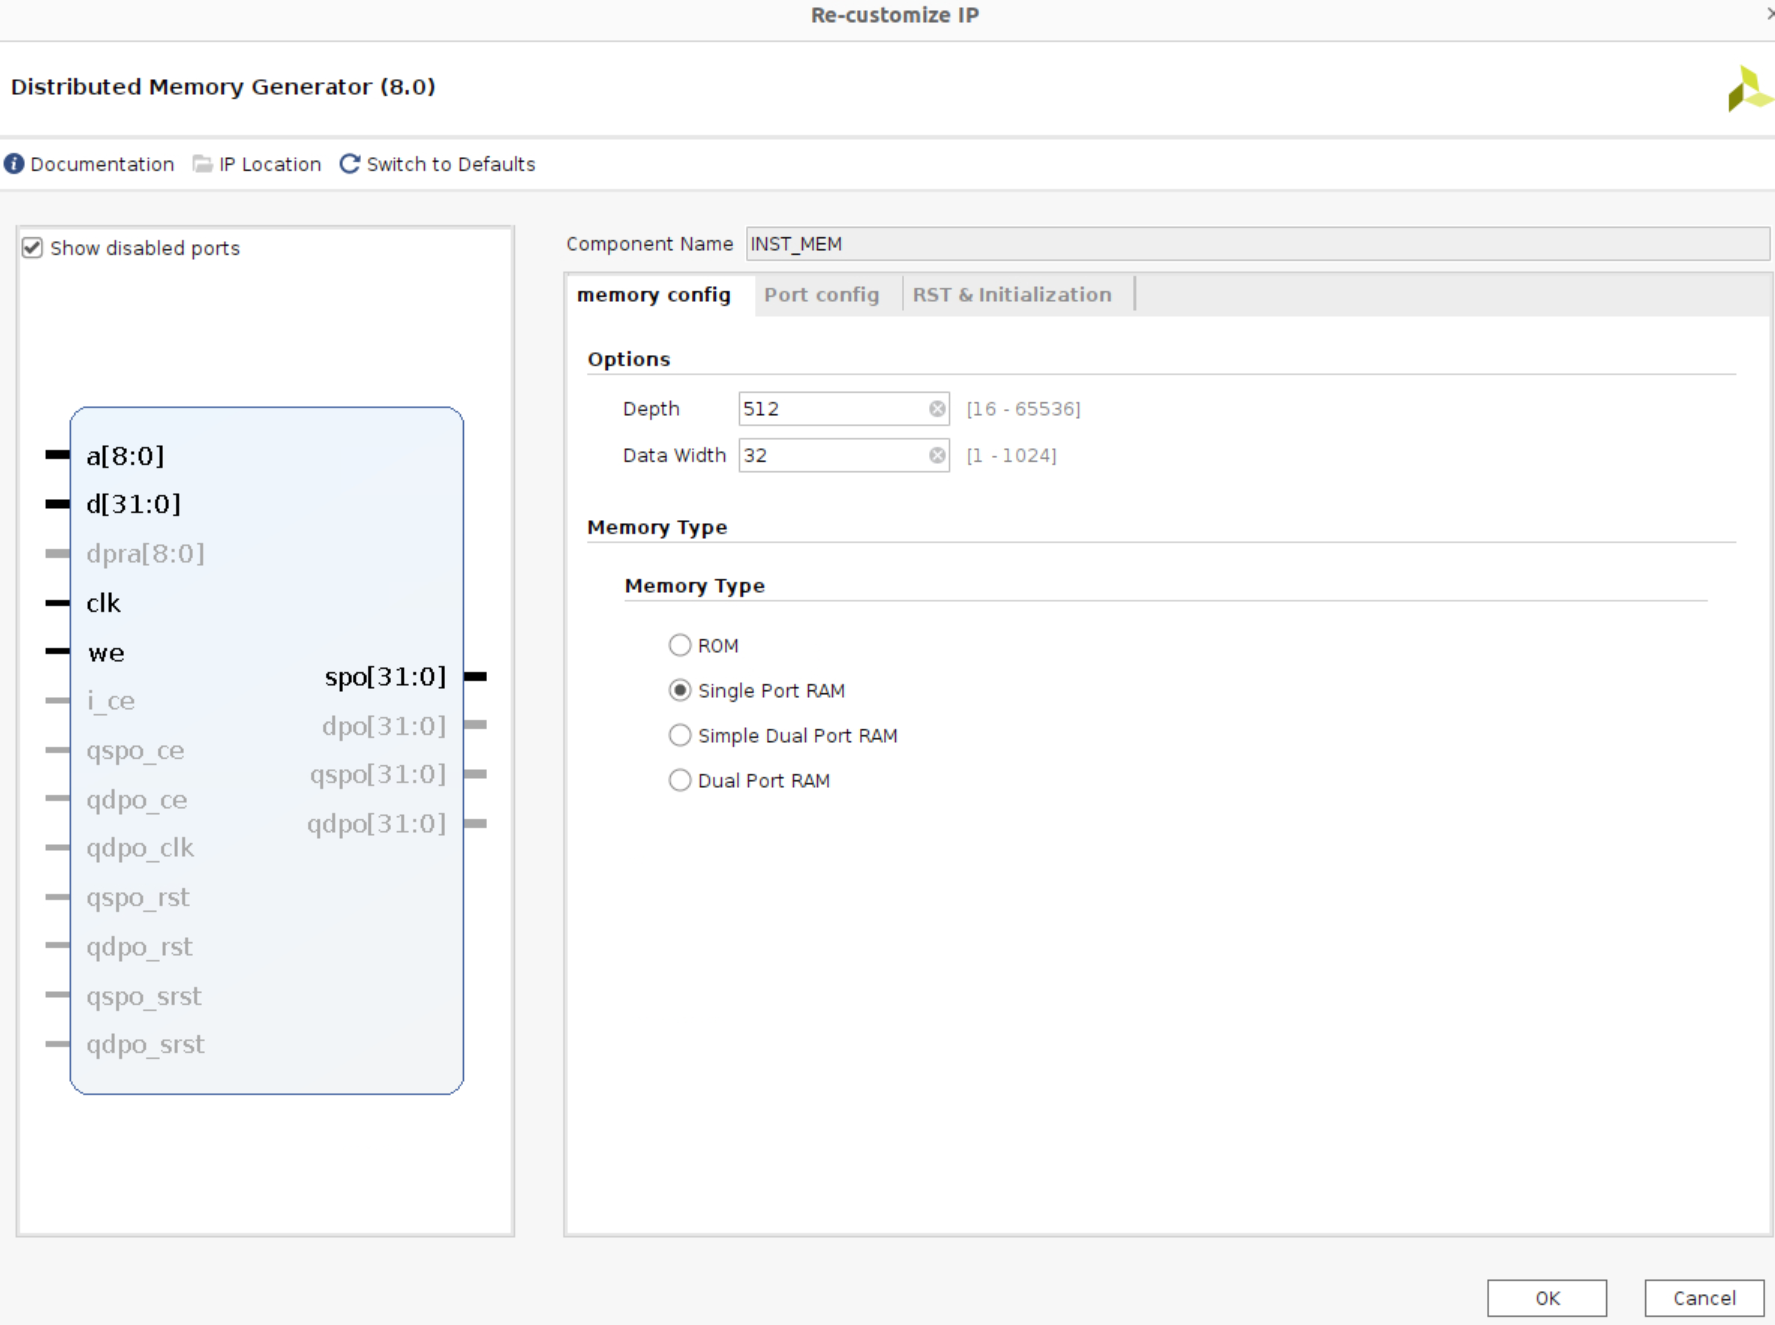 Re-customize IP
Distributed Memory Generator (8.0)
Documentation IP Location Switch to Defaults
Show disabled ports
a[8:0]
d[31:0]
dpra[8:0]
clk
we
i_ce
qspo_ce
qdpo_ce
qdpo_clk
qspo_rst
qdpo_rst
qspo_srst
qdpo_srst
spo[31:0]
dpo[31:0]
qspo[31:0]
qdpo[31:0]
Component Name INST_MEM
memory config Port config RST & Initialization
Options
Depth 512 [16 - 65536]
Data Width 32 [1 - 1024]
Memory Type
Memory Type
ROM
Single Port RAM
Simple Dual Port RAM
Dual Port RAM
OK Cancel